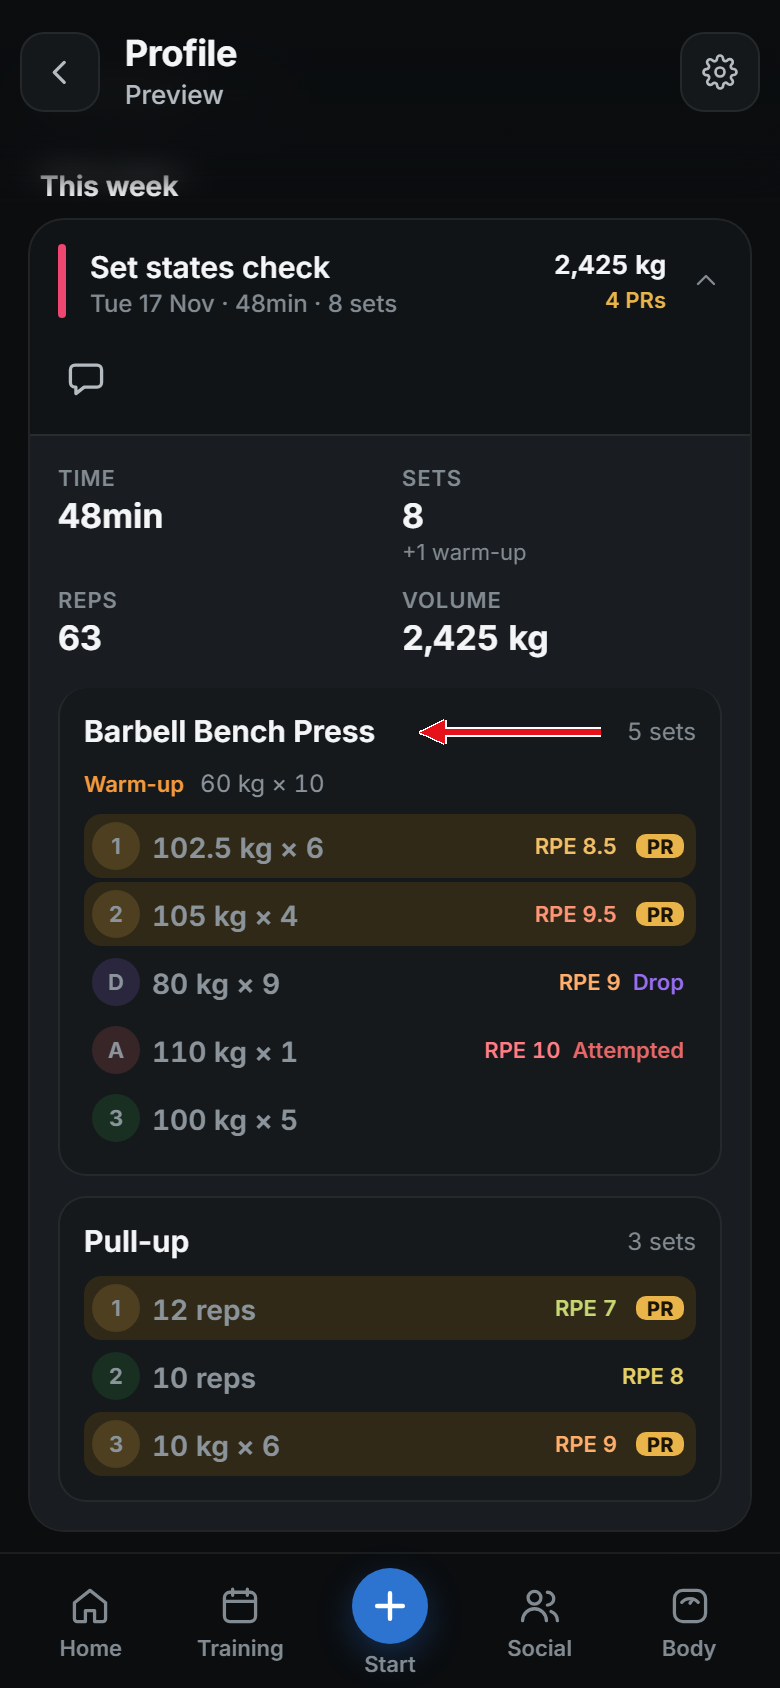 Profile
Preview
This week
Set states check
2,425 kg
Tue 17 Nov · 48min · 8 sets
4 PRs
TIME
SETS
48min
8
+1 warm-up
REPS
VOLUME
63
2,425 kg
Barbell Bench Press
5 sets
Warm-up 60 kg × 10
1 102.5 kg × 6 RPE 8.5 PR
2 105 kg × 4 RPE 9.5 PR
D 80 kg × 9 RPE 9 Drop
A 110 kg × 1 RPE 10 Attempted
3 100 kg × 5
Pull-up 3 sets
1 12 reps RPE 7 PR
2 10 reps RPE 8
3 10 kg × 6 RPE 9 PR
Home Training Start Social Body